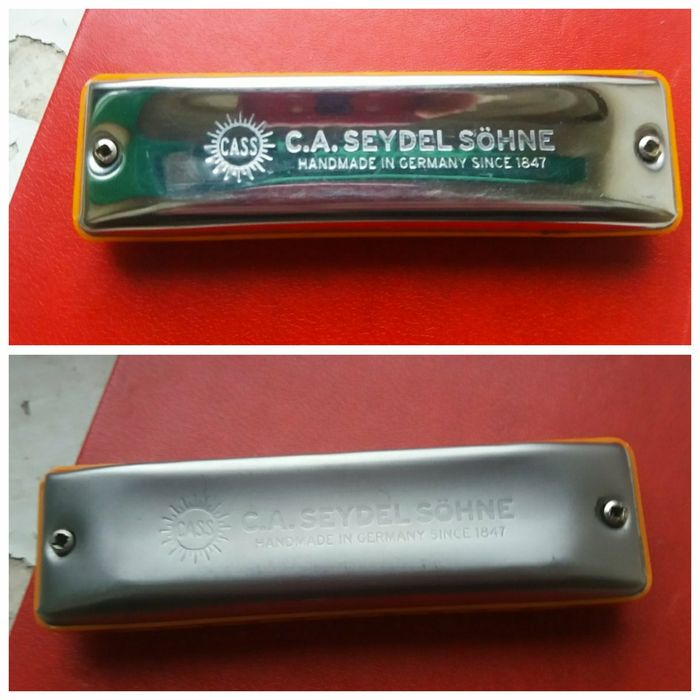 CASS
C.A. SEYDEL SÖHNE
HANDMADE IN GERMANY SINCE 1847
CASS
C.A. SEYDEL SÖHNE
HANDMADE IN GERMANY SINCE 1847